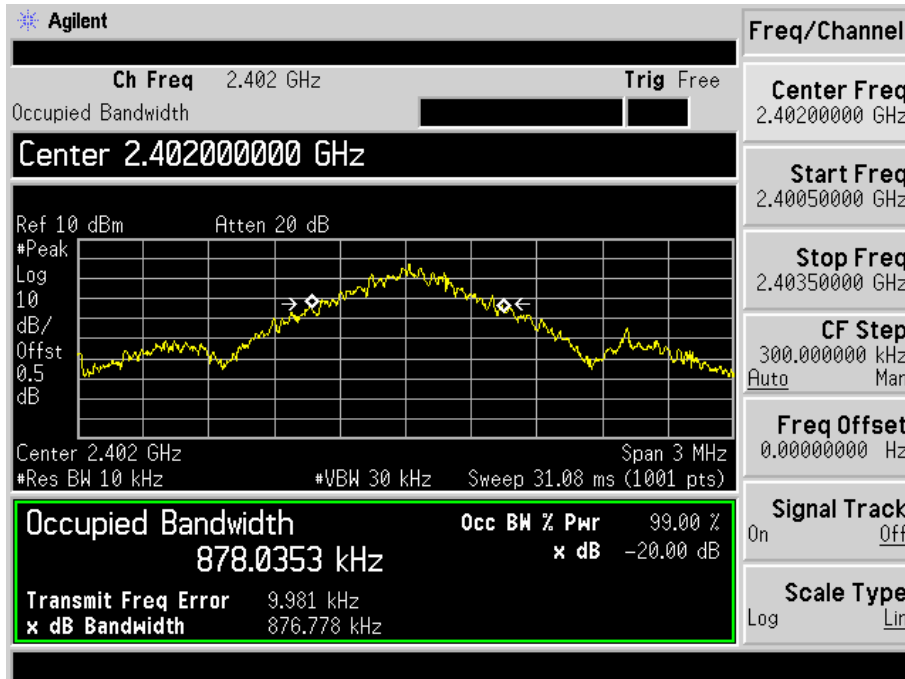 Agilent
Freq/Channel
Ch Freq 2.402 GHz Trig Free
Occupied Bandwidth
Center 2.402000000 GHz
Ref 10 dBm Atten 20 dB
#Peak
Log
10
dB/
Offst
0.5
dB
Center 2.402 GHz Span 3 MHz
#Res BW 10 kHz #VBW 30 kHz Sweep 31.08 ms (1001 pts)
Occupied Bandwidth
878.0353 kHz
Occ BW % Pwr 99.00 %
x dB -20.00 dB
Transmit Freq Error 9.981 kHz
x dB Bandwidth 876.778 kHz
Center Freq
2.40200000 GHz
Start Freq
2.40050000 GHz
Stop Freq
2.40350000 GHz
CF Step
300.000000 kHz
Auto Man
Freq Offset
0.00000000 Hz
Signal Track
On Off
Scale Type
Log Lin